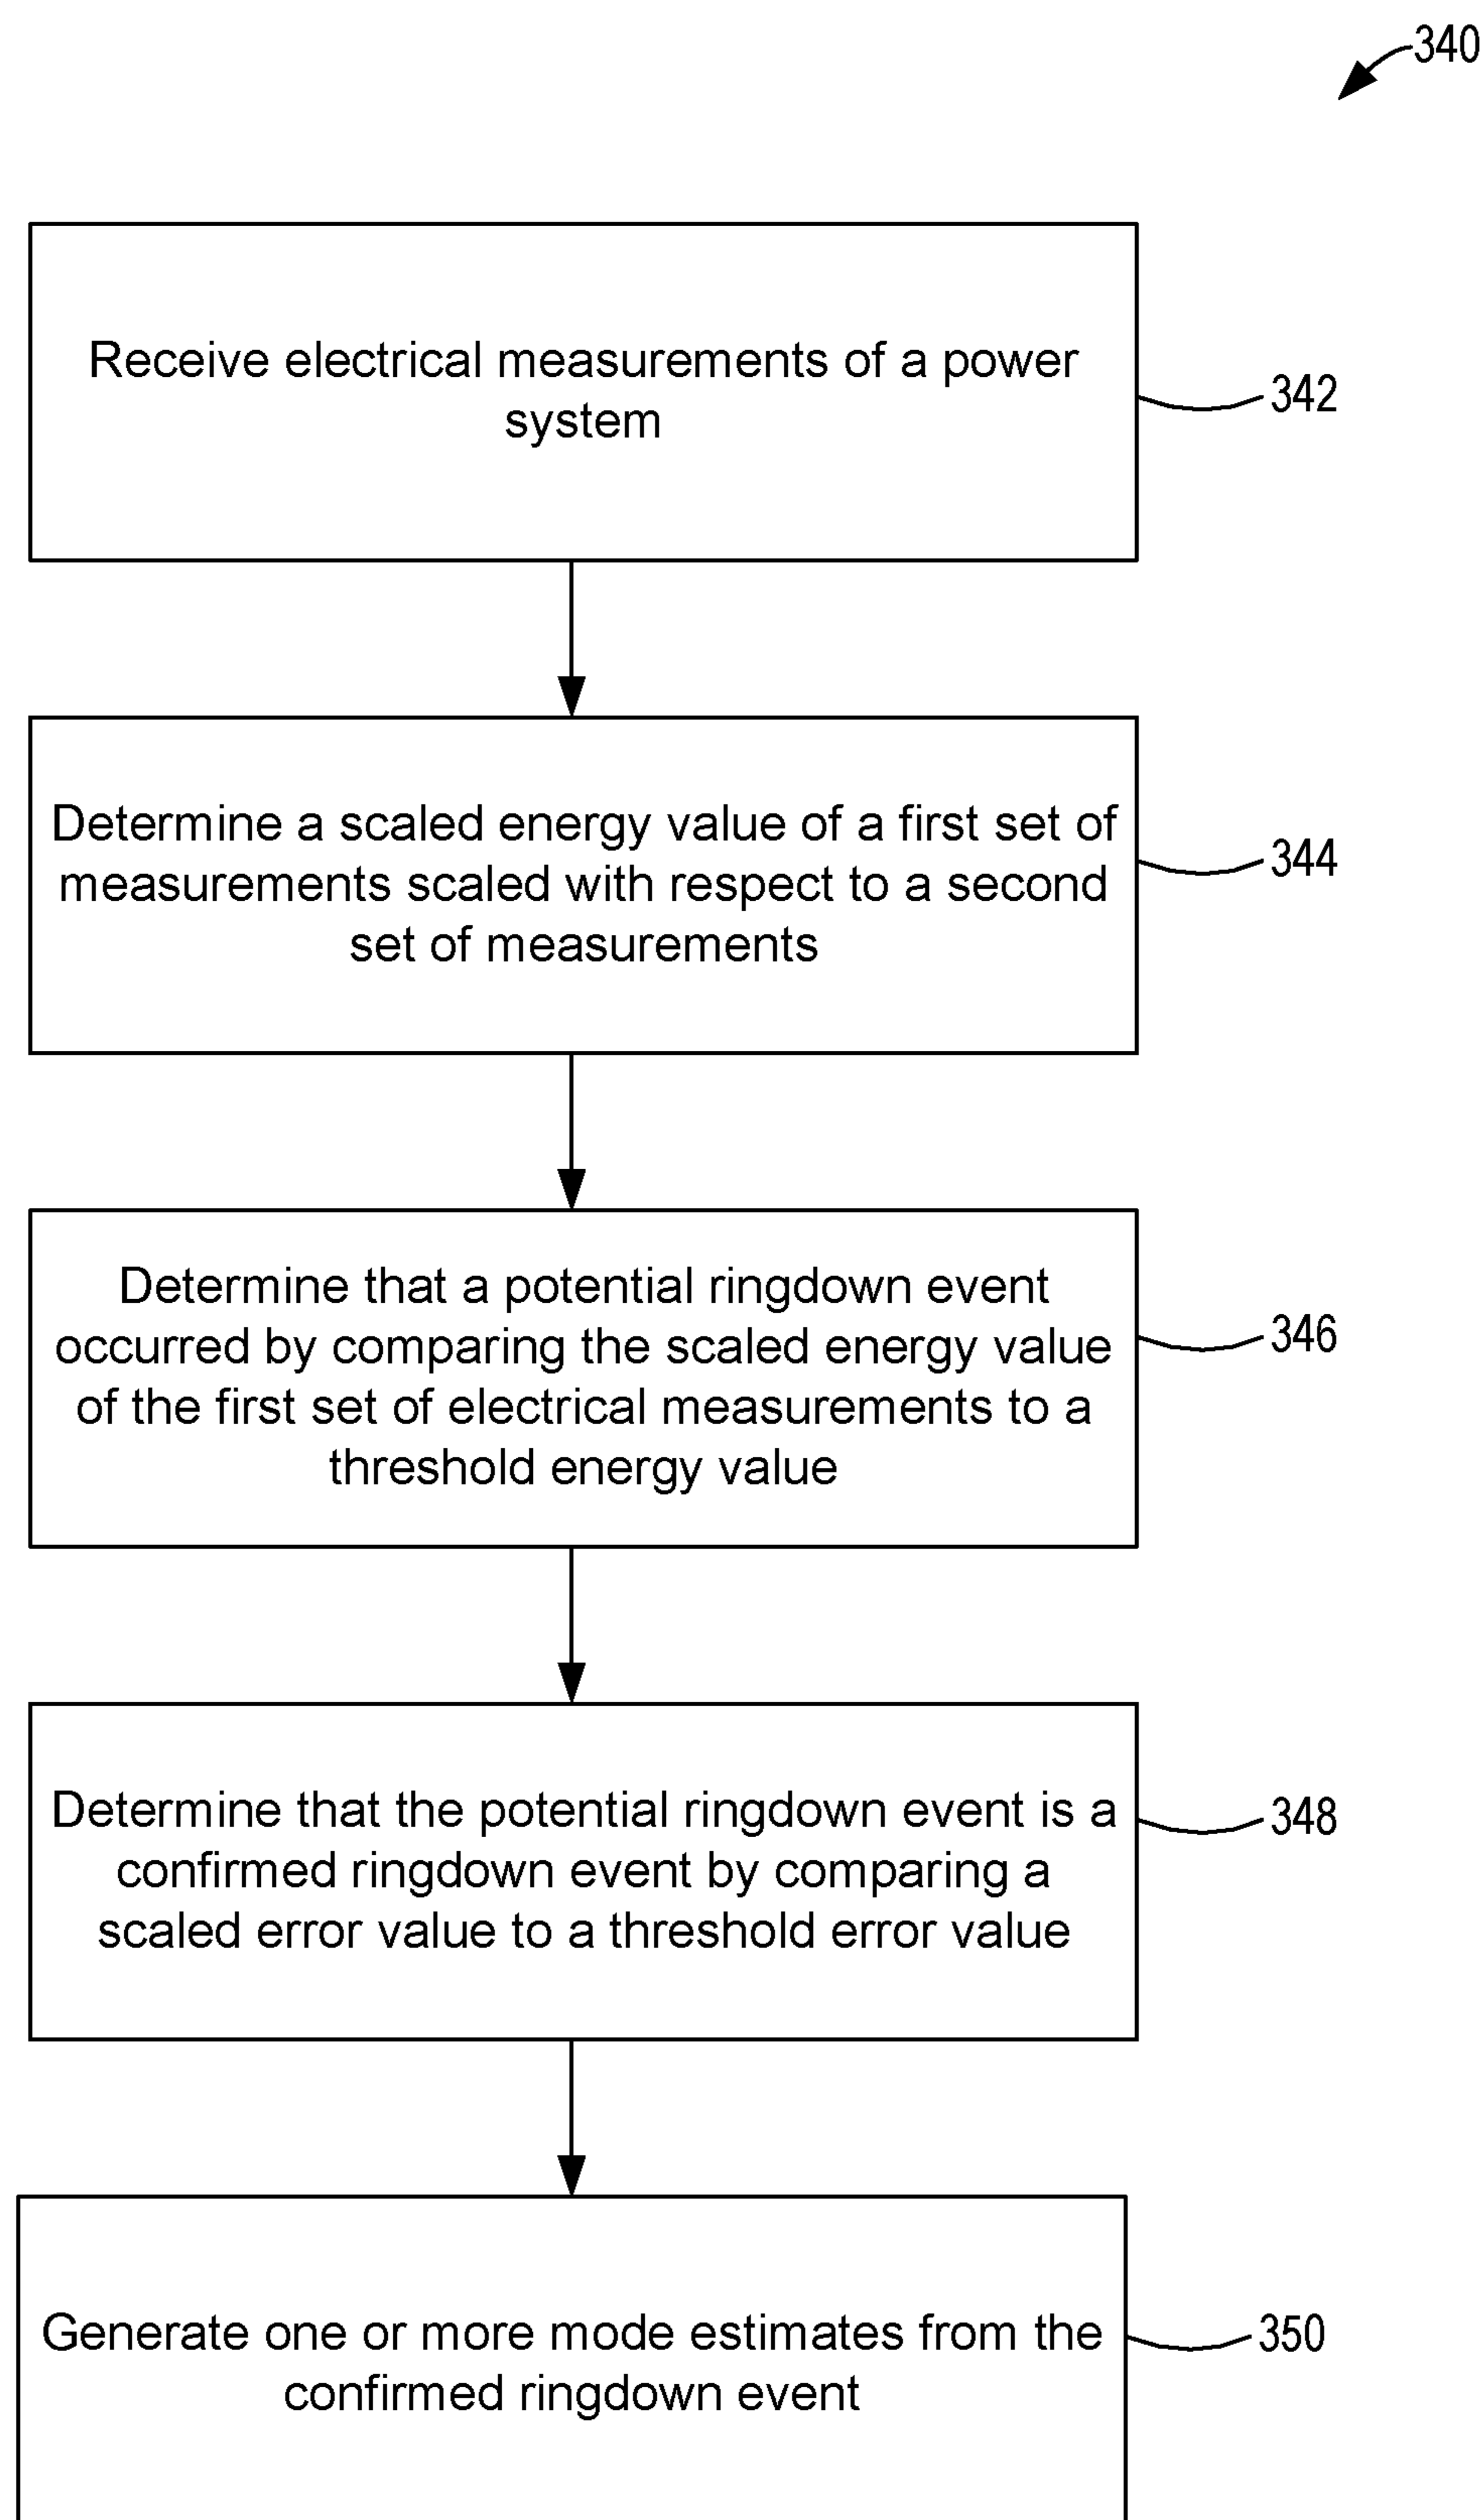 340
Receive electrical measurements of a power
system
342
Determine a scaled energy value of a first set of
measurements scaled with respect to a second
set of measurements
344
Determine that a potential ringdown event
occurred by comparing the scaled energy value
of the first set of electrical measurements to a
threshold energy value
346
Determine that the potential ringdown event is a
confirmed ringdown event by comparing a
scaled error value to a threshold error value
348
Generate one or more mode estimates from the
confirmed ringdown event
350